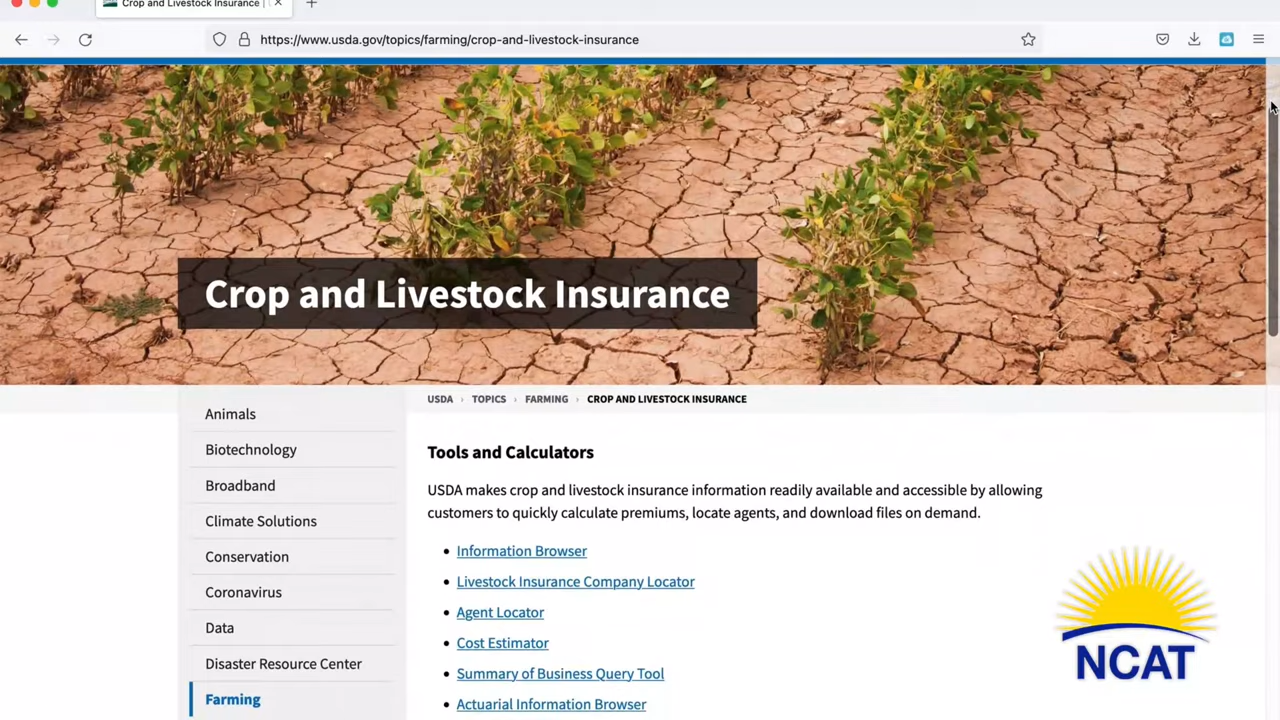 Crop and Livestock Insurance |
https://www.usda.gov/topics/farming/crop-and-livestock-insurance
Crop and Livestock Insurance
USDA › TOPICS › FARMING › CROP AND LIVESTOCK INSURANCE
Animals
Biotechnology
Broadband
Climate Solutions
Conservation
Coronavirus
Data
Disaster Resource Center
Farming
Tools and Calculators
USDA makes crop and livestock insurance information readily available and accessible by allowing
customers to quickly calculate premiums, locate agents, and download files on demand.
• Information Browser
• Livestock Insurance Company Locator
• Agent Locator
• Cost Estimator
• Summary of Business Query Tool
• Actuarial Information Browser
NCAT